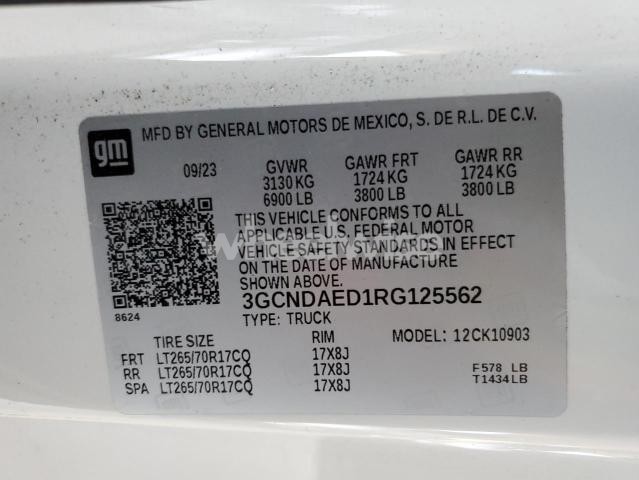 gm
MFD BY GENERAL MOTORS DE MEXICO, S. DE R.L. DE C.V.
09/23 GVWR GAWR FRT GAWR RR
3130 KG 1724 KG 1724 KG
6900 LB 3800 LB 3800 LB
THIS VEHICLE CONFORMS TO ALL
APPLICABLE U.S. FEDERAL MOTOR
VEHICLE SAFETY STANDARDS IN EFFECT
ON THE DATE OF MANUFACTURE
SHOWN ABOVE.
3GCNDAED1RG125562
8624
TYPE: TRUCK
TIRE SIZE RIM MODEL: 12CK10903
FRT LT265/70R17CQ 17X8J
RR LT265/70R17CQ 17X8J F578 LB
SPA LT265/70R17CQ 17X8J T1434LB